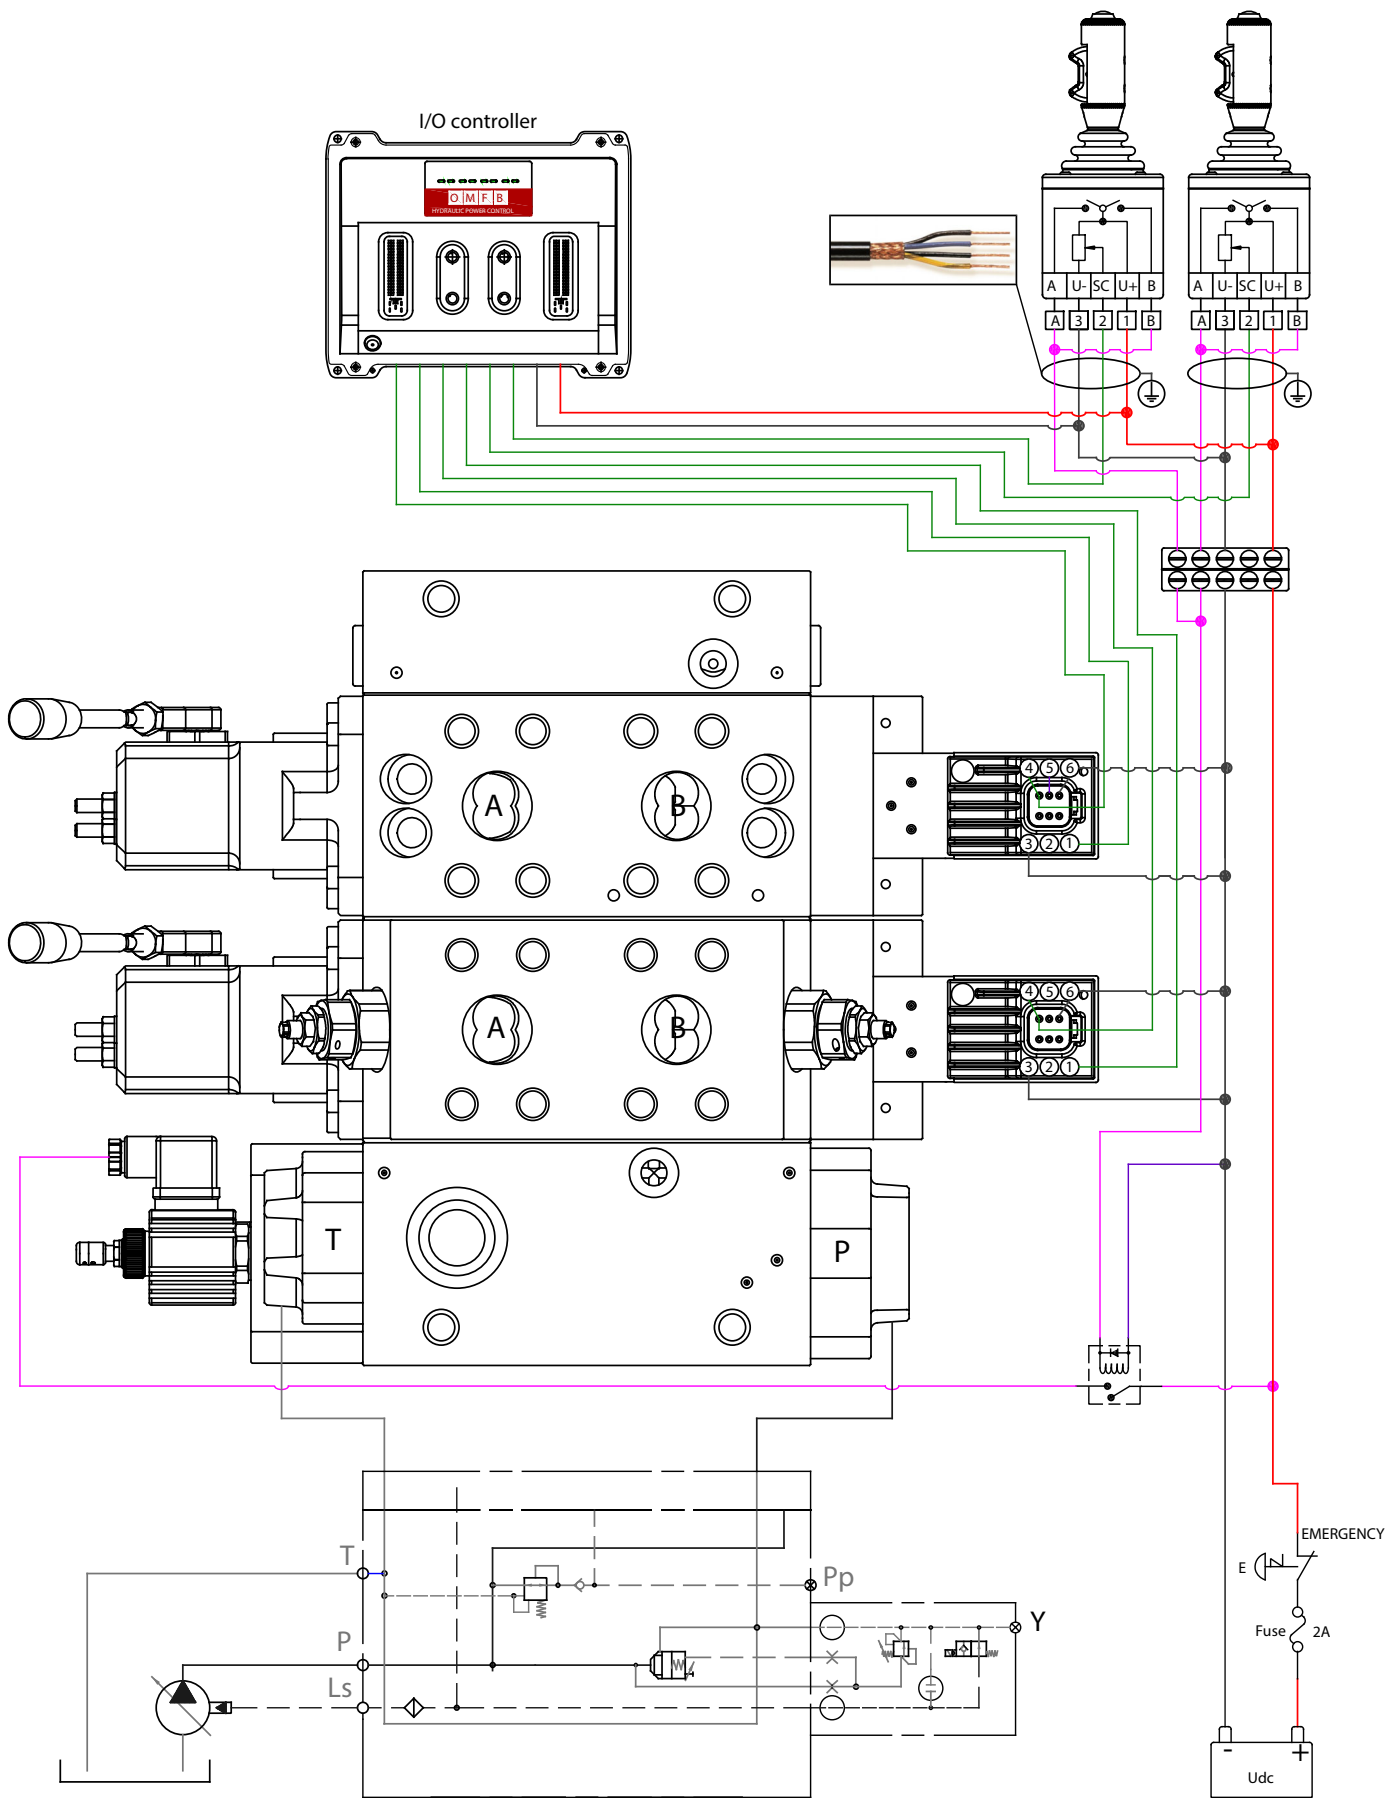 I/O controller
O M F B
HYDRAULIC POWER CONTROL
A U- SC U+ B
A U- SC U+ B
A 3 2 1 B
A 3 2 1 B
A
B
4 5 6
3 2 1
A
B
4 5 6
3 2 1
T
P
EMERGENCY
E
Fuse 2A
T
Pp
Y
P
Ls
- +
Udc